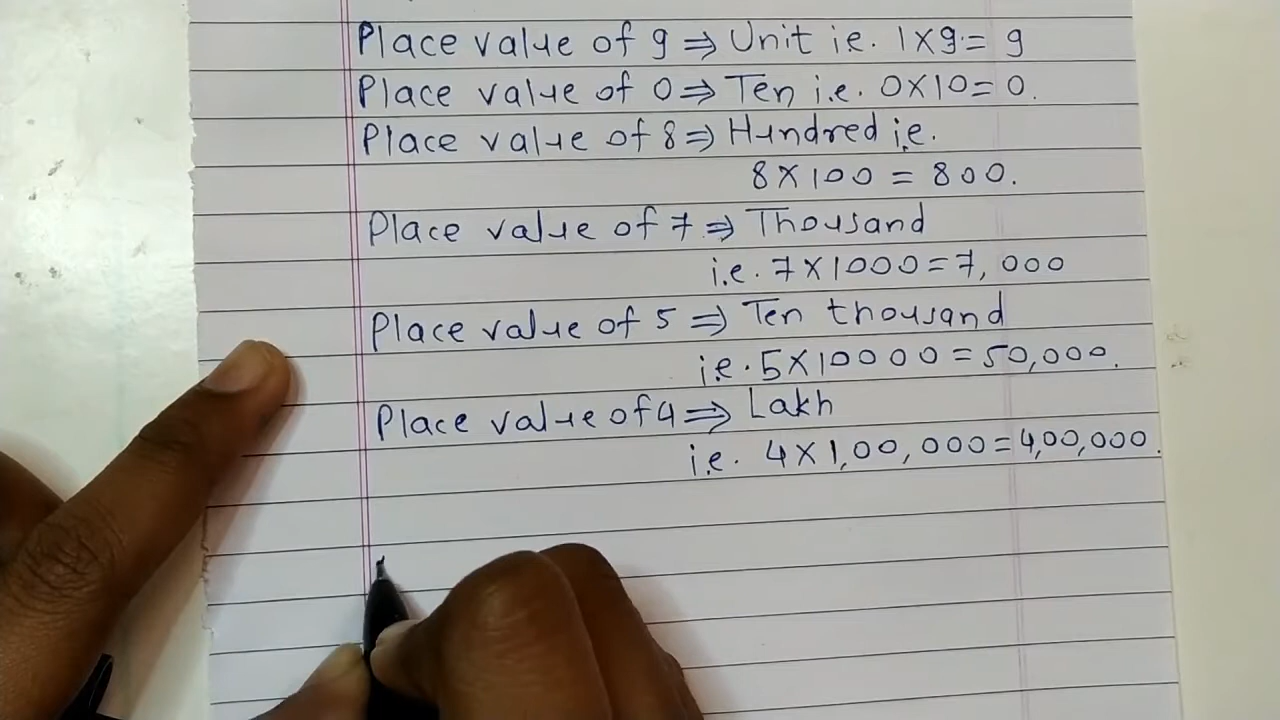 Place value of 9 ⇒ Unit i.e. 1×9 = 9
Place value of 0 ⇒ Ten i.e. 0×10 = 0.
Place value of 8 ⇒ Hundred i.e.
8×100 = 800.
Place value of 7 ⇒ Thousand
i.e. 7×1000 = 7,000
Place value of 5 ⇒ Ten thousand
i.e. 5×10000 = 50,000.
Place value of 4 ⇒ Lakh
i.e. 4×1,00,000 = 4,00,000.